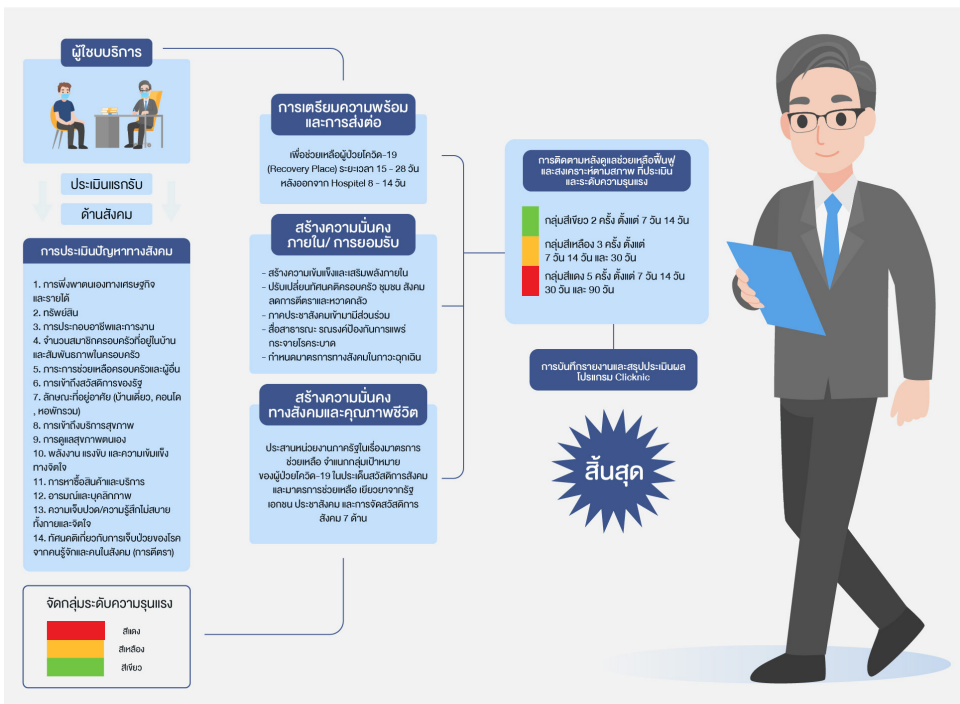 ผู้ใชบบริการ
ประเมินแรกรับ
ด้านสังคม
การประเมินปัญหาทางสังคม
1. การพึ่งพาตนเองทางเศรษฐกิจ
และรายได้
2. ทรัพย์สิน
3. การประกอบอาชีพและการงาน
4. จำนวนสมาชิกครอบครัวที่อยู่ในบ้าน
และสัมพันธภาพในครอบครัว
5. ภาระการช่วยเหลือครอบครัวและผู้อื่น
6. การเข้าถึงสวัสดิการของรัฐ
7. ลักษณะที่อยู่อาศัย (บ้านเดี่ยว, คอนโด
, หอพักรวม)
8. การเข้าถึงบริการสุขภาพ
9. การดูแลสุขภาพตนเอง
10. พลังงาน แรงขับ และความเข้มแข็ง
ทางจิตใจ
11. การหาซื้อสินค้าและบริการ
12. อารมณ์และบุคลิกภาพ
13. ความเจ็บปวด/ความรู้สึกไม่สบาย
ทั้งกายและจิตใจ
14. ทัศนคติเกี่ยวกับการเจ็บป่วยของโรค
จากคนรู้จักและคนในสังคม (การตีตรา)
จัดกลุ่มระดับความรุนแรง
สีแดง
สีเหลือง
สีเขียว
การเตรียมความพร้อม
และการส่งต่อ
เพื่อช่วยเหลือผู้ป่วยโควิด-19
(Recovery Place) ระยะเวลา 15 - 28 วัน
หลังออกจาก Hospitel 8 - 14 วัน
สร้างความมั่นคง
ภายใน/ การยอมรับ
- สร้างความเข้มแข็งและเสริมพลังภายใน
- ปรับเปลี่ยนทัศนคติครอบครัว ชุมชน สังคม
ลดการตีตราและหวาดกลัว
- ภาคประชาสังคมเข้ามามีส่วนร่วม
- สื่อสาธารณะ รณรงค์ป้องกันการแพร่
กระจายโรคระบาด
- กำหนดมาตรการทางสังคมในภาวะฉุกเฉิน
สร้างความมั่นคง
ทางสังคมและคุณภาพชีวิต
ประสานหน่วยงานภาครัฐในเรื่องมาตรการ
ช่วยเหลือ จำแนกกลุ่มเป้าหมาย
ของผู้ป่วยโควิด-19 ในประเด็นสวัสดิการสังคม
และมาตรการช่วยเหลือ เยียวยาจากรัฐ
เอกชน ประชาสังคม และการจัดสวัสดิการ
สังคม 7 ด้าน
การติดตามหลังดูแลช่วยเหลือฟื้นฟู
และสงเคราะห์ตามสภาพ ที่ประเมิน
และระดับความรุนแรง
กลุ่มสีเขียว 2 ครั้ง ตั้งแต่ 7 วัน 14 วัน
กลุ่มสีเหลือง 3 ครั้ง ตั้งแต่
7 วัน 14 วัน และ 30 วัน
กลุ่มสีแดง 5 ครั้ง ตั้งแต่ 7 วัน 14 วัน
30 วัน และ 90 วัน
การบันทึกรายงานและสรุปประเมินผล
โปรแกรม Clicknic
สิ้นสุด